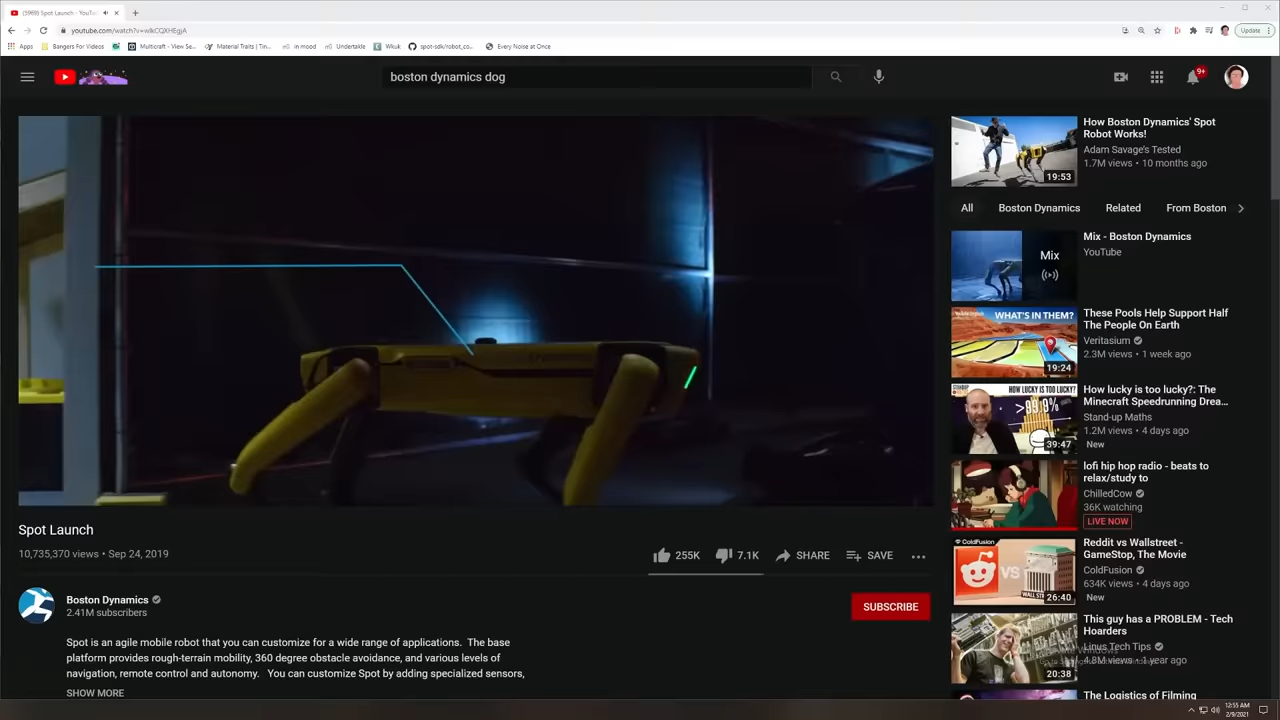 (5969) Spot Launch - YouTu
youtube.com/watch?v=wlkCQXHEgjA
Update
Apps
Bangers For Videos
Multicraft - View Se...
Material Traits | Tin...
in mood
Undertakle
Wkuk
spot-sdk/robot_co...
Every Noise at Once
boston dynamics dog
9+
How Boston Dynamics' Spot
Robot Works!
Adam Savage's Tested
1.7M views • 10 months ago
19:53
All
Boston Dynamics
Related
From Boston
Mix - Boston Dynamics
YouTube
Mix
WHAT'S IN THEM?
These Pools Help Support Half
The People On Earth
Veritasium
2.3M views • 1 week ago
19:24
HOW LUCKY IS TOO LUCKY?
>99.9%
How lucky is too lucky?: The
Minecraft Speedrunning Drea...
Stand-up Maths
1.2M views • 4 days ago
New
39:47
lofi hip hop radio - beats to
relax/study to
ChilledCow
36K watching
LIVE NOW
ColdFusion
VS
Reddit vs Wallstreet -
GameStop, The Movie
ColdFusion
634K views • 4 days ago
New
26:40
This guy has a PROBLEM - Tech
Hoarders
Linus Tech Tips
4.8M views • 1 year ago
20:38
The Logistics of Filming
Spot Launch
10,735,370 views • Sep 24, 2019
255K
7.1K
SHARE
SAVE
Boston Dynamics
2.41M subscribers
SUBSCRIBE
Spot is an agile mobile robot that you can customize for a wide range of applications. The base
platform provides rough-terrain mobility, 360 degree obstacle avoidance, and various levels of
navigation, remote control and autonomy. You can customize Spot by adding specialized sensors,
SHOW MORE
12:55 AM
2/9/2021